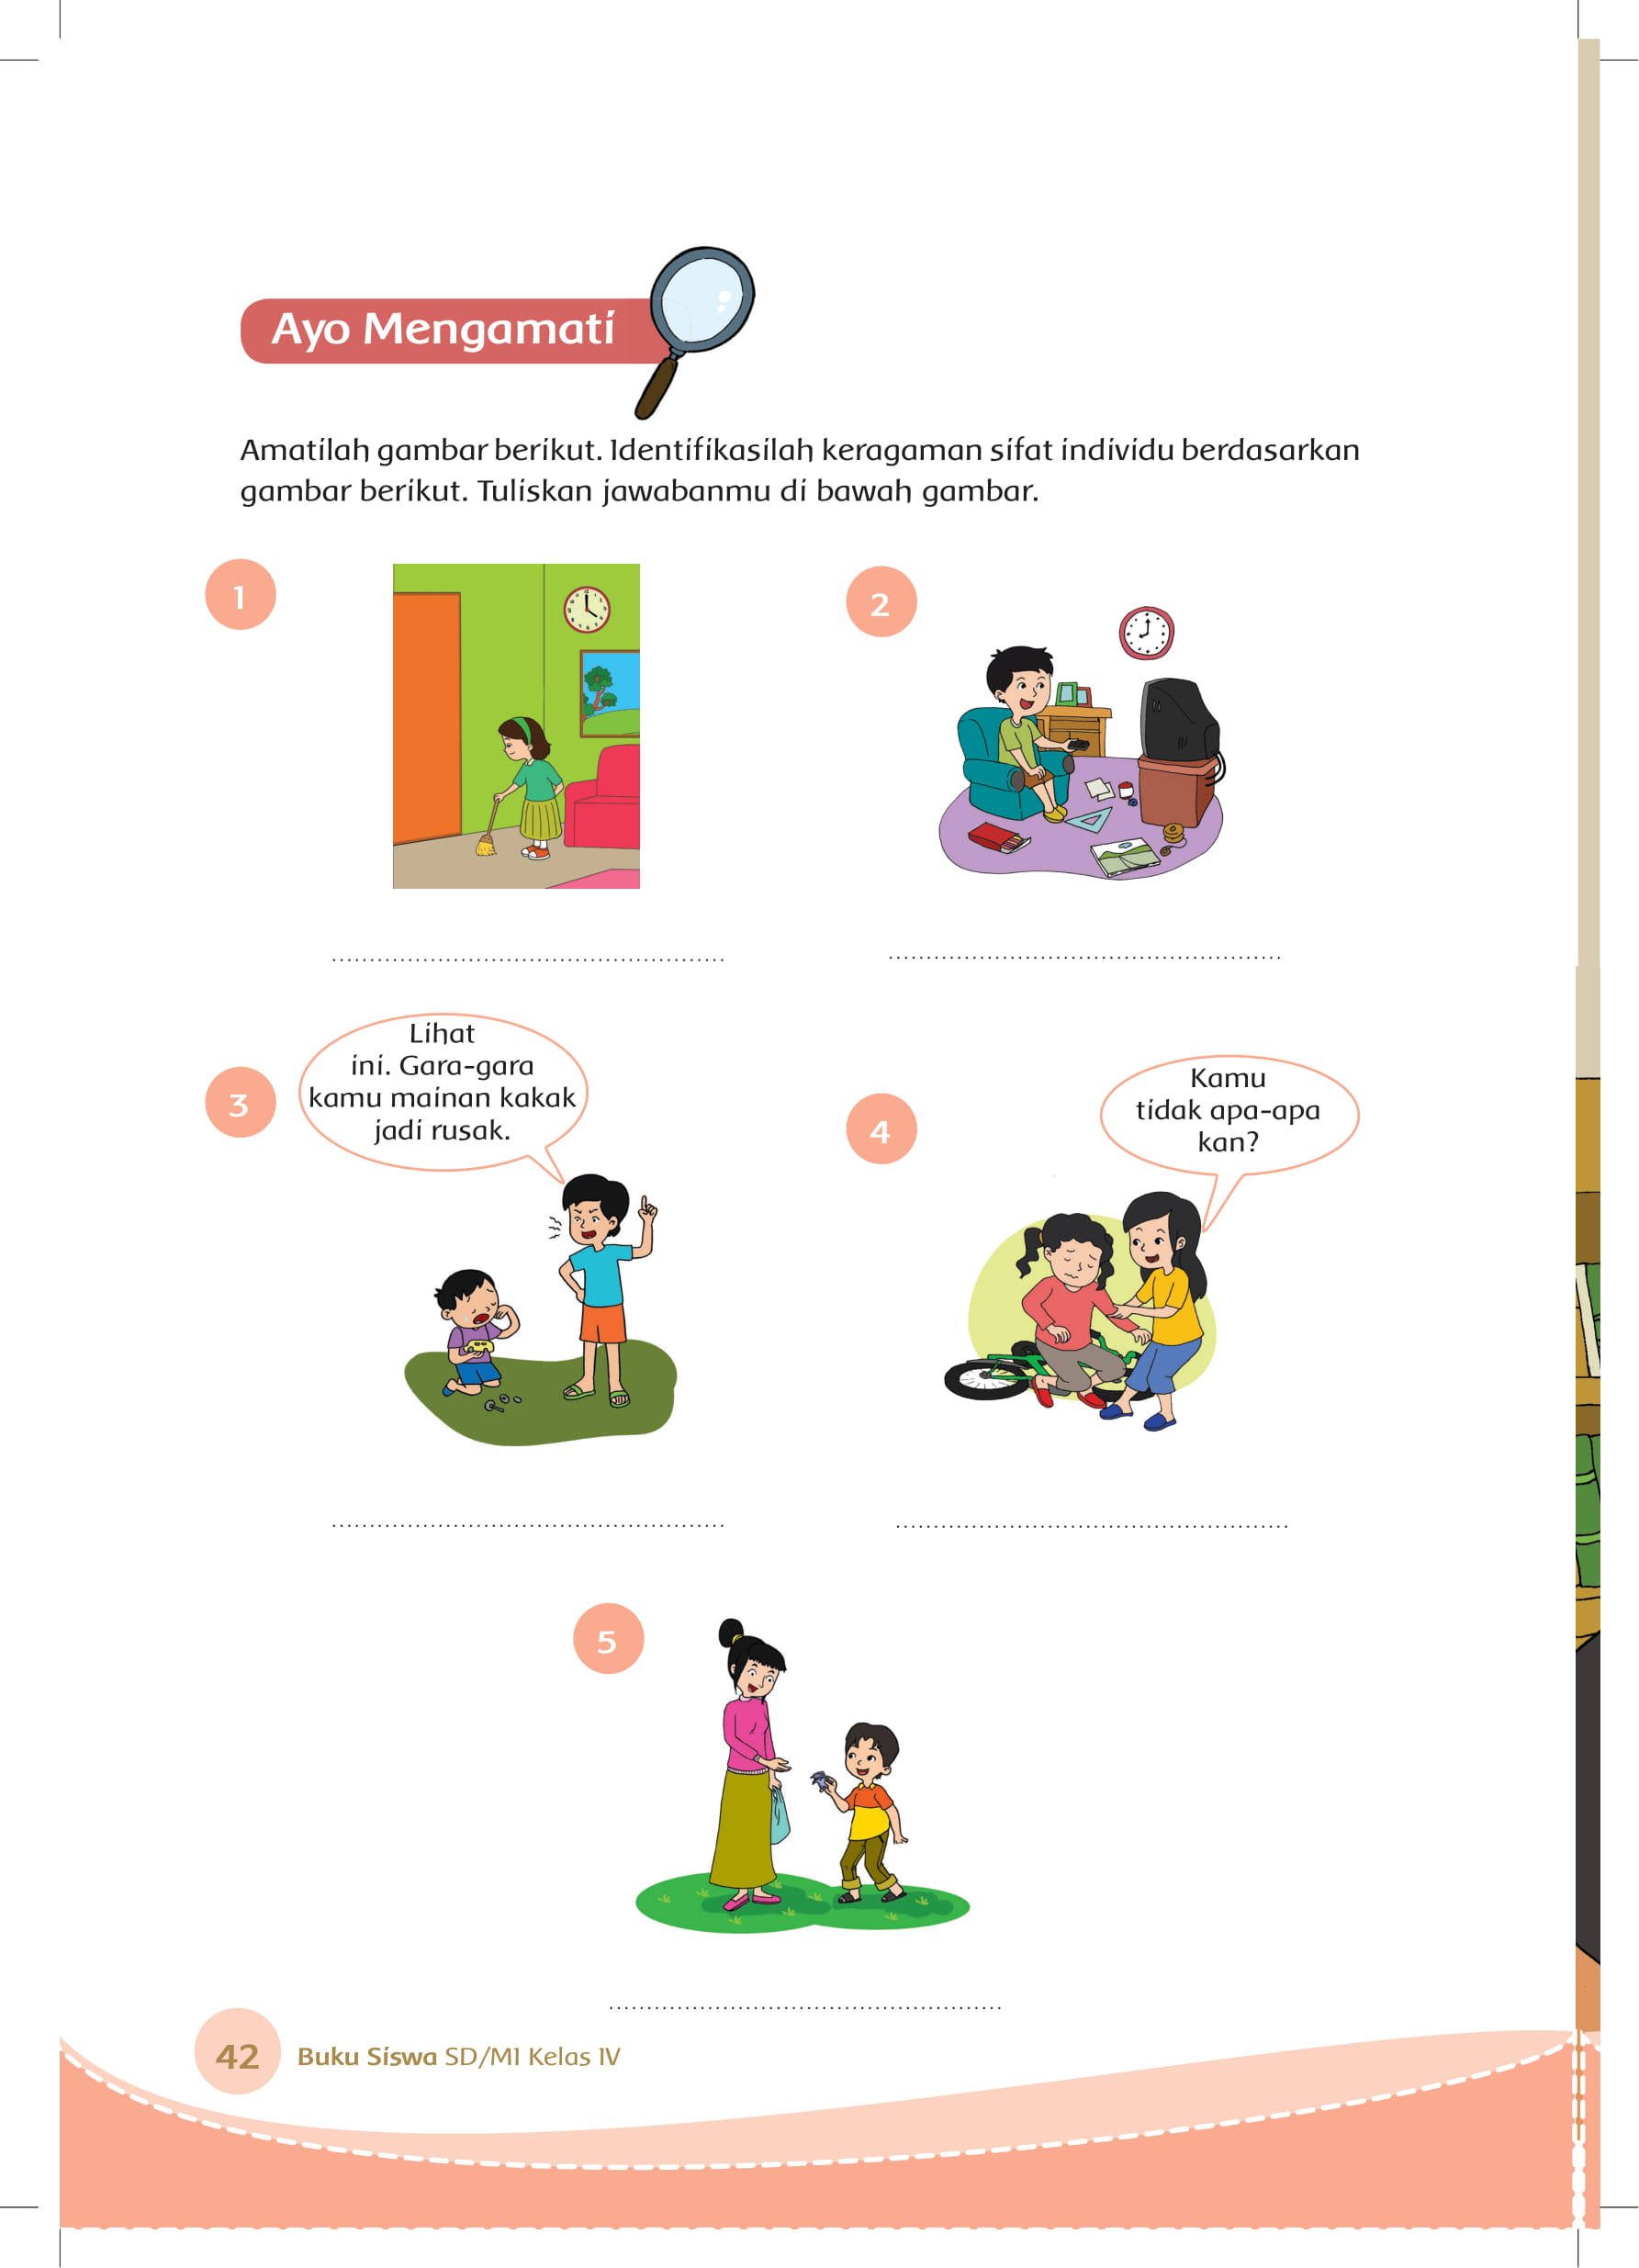 Ayo Mengamati
Amatilah gambar berikut. Identifikasilah keragaman sifat individu berdasarkan
gambar berikut. Tuliskan jawabanmu di bawah gambar.
1
2
..................................................
..................................................
Lihat
ini. Gara-gara
kamu mainan kakak
jadi rusak.
3
Kamu
tidak apa-apa
kan?
4
..................................................
..................................................
5
..................................................
42 Buku Siswa SD/MI Kelas IV